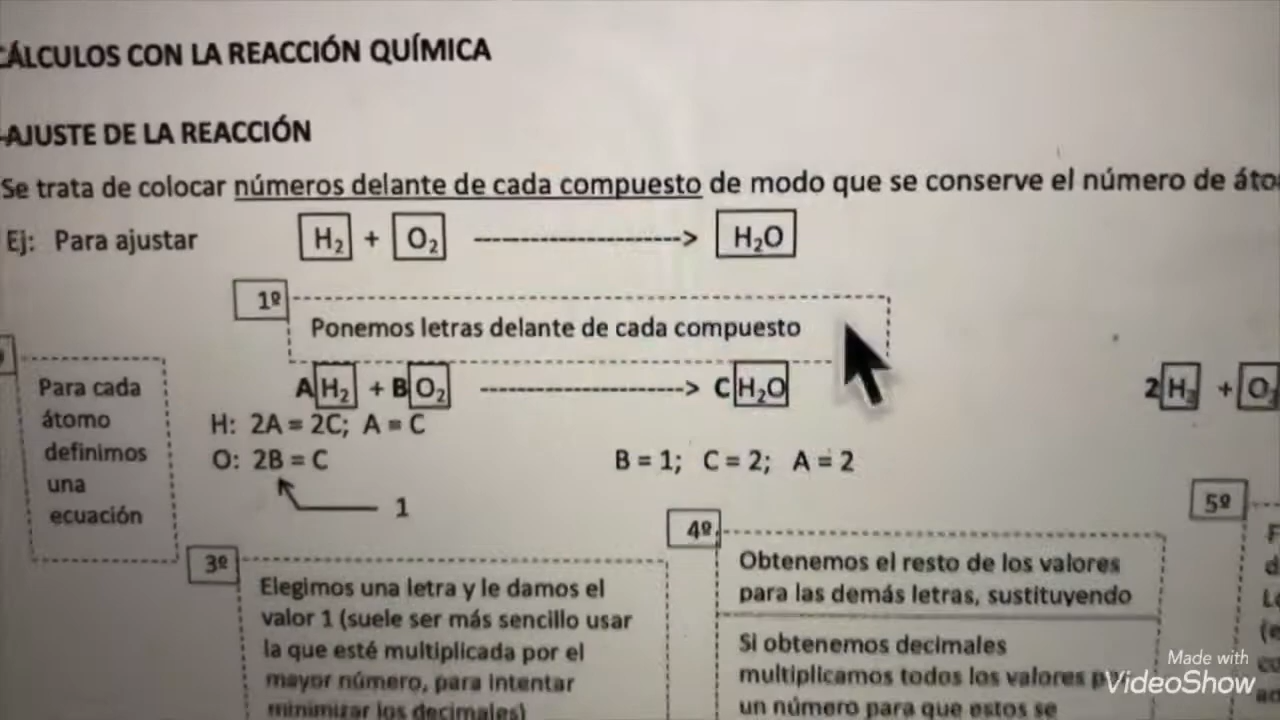 CÁLCULOS CON LA REACCIÓN QUÍMICA
AJUSTE DE LA REACCIÓN
Se trata de colocar números delante de cada compuesto de modo que se conserve el número de áto
Ej: Para ajustar H₂ + O₂ --------------------> H₂O
1º
Ponemos letras delante de cada compuesto
A H₂ + B O₂ --------------------> C H₂O
2 H₂ + O₂
Para cada
átomo
definimos
una
ecuación
H: 2A = 2C; A = C
O: 2B = C
B = 1; C = 2; A = 2
1
3º
Elegimos una letra y le damos el
valor 1 (suele ser más sencillo usar
la que esté multiplicada por el
mayor número, para intentar
minimizar los decimales)
4º
Obtenemos el resto de los valores
para las demás letras, sustituyendo
Si obtenemos decimales
multiplicamos todos los valores
un número para que estos se
5º
Made with
VideoShow